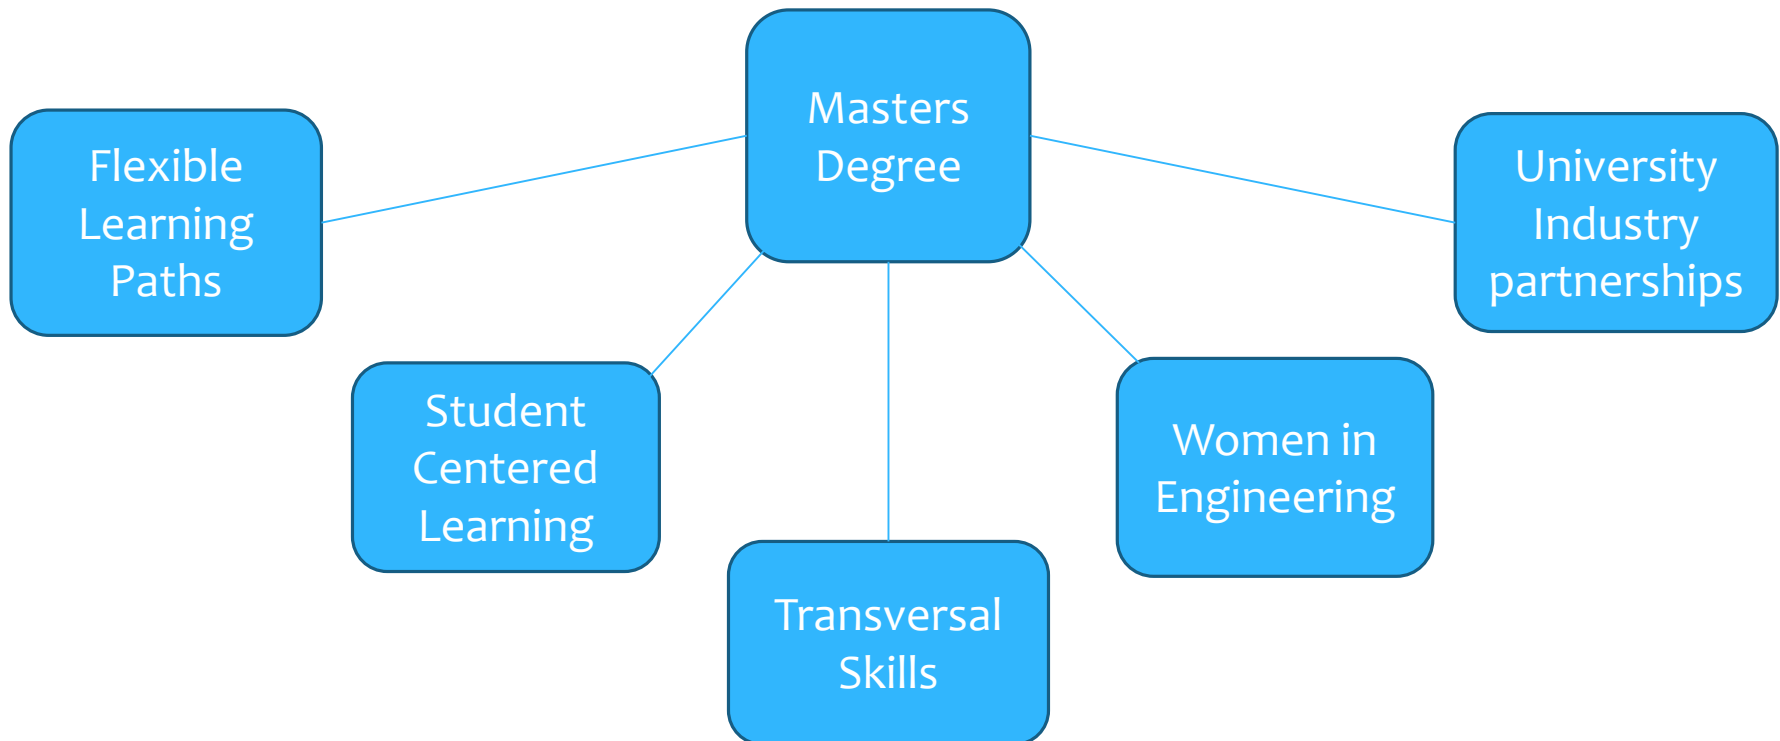 Masters
Degree
Flexible
Learning
Paths
University
Industry
partnerships
Student
Centered
Learning
Women in
Engineering
Transversal
Skills